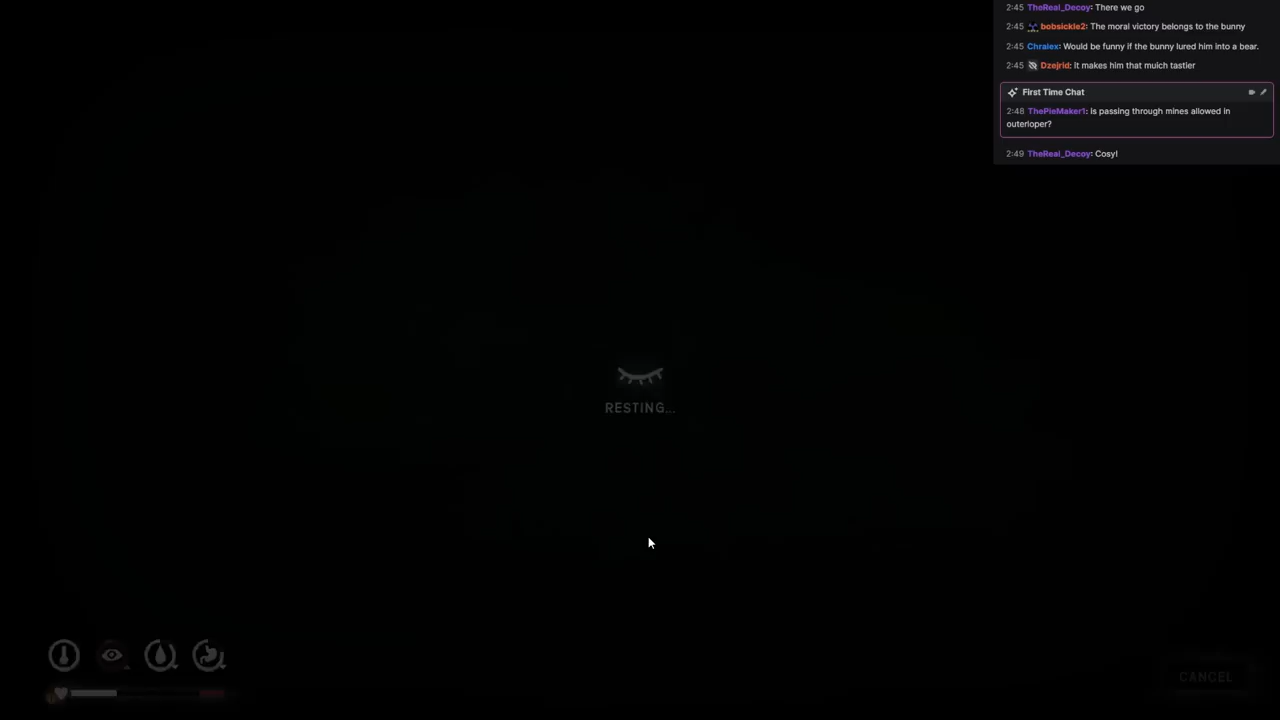 2:45 TheReal_Decoy: There we go
2:45 bobsickle2: The moral victory belongs to the bunny
2:45 Chralex: Would be funny if the bunny lured him into a bear.
2:45 Dzejrid: It makes him that muich tastier
First Time Chat
2:48 ThePieMaker1: Is passing through mines allowed in
outerloper?
2:49 TheReal_Decoy: Cosy!
RESTING...
CANCEL